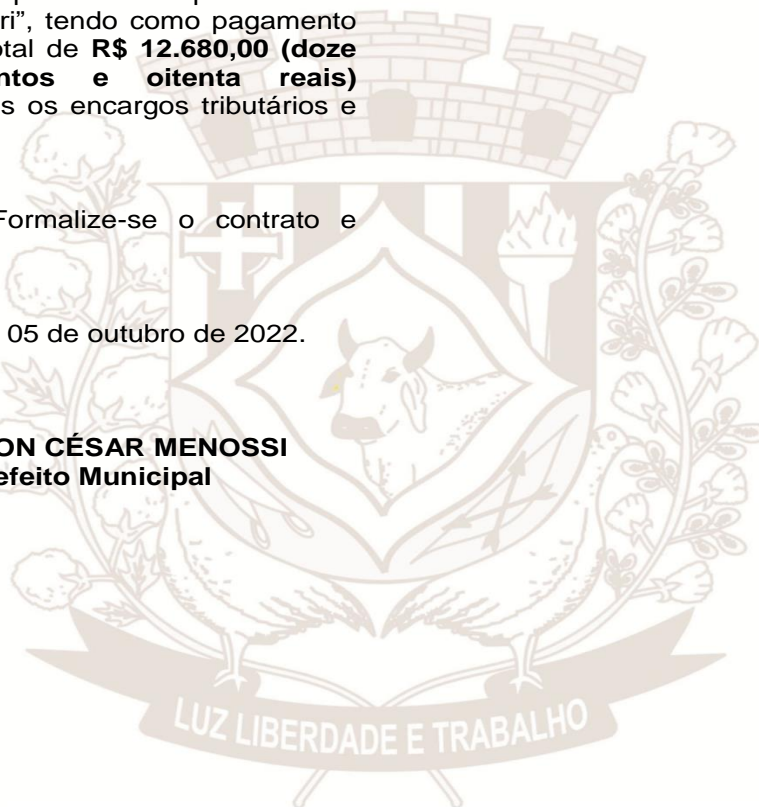 ri”, tendo como pagamento
otal de R$ 12.680,00 (doze
ntos e oitenta reais)
s os encargos tributários e
Formalize-se o contrato e
05 de outubro de 2022.
ON CÉSAR MENOSSI
efeito Municipal
LUZ LIBERDADE E TRABALHO